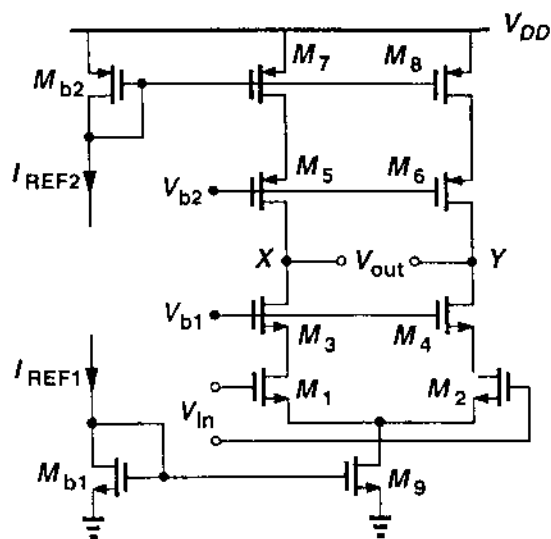 V_DD
M_b2
M_7
M_8
I_REF2
V_b2
M_5
M_6
X
V_out
Y
V_b1
M_3
M_4
I_REF1
M_1
M_2
V_In
M_b1
M_9